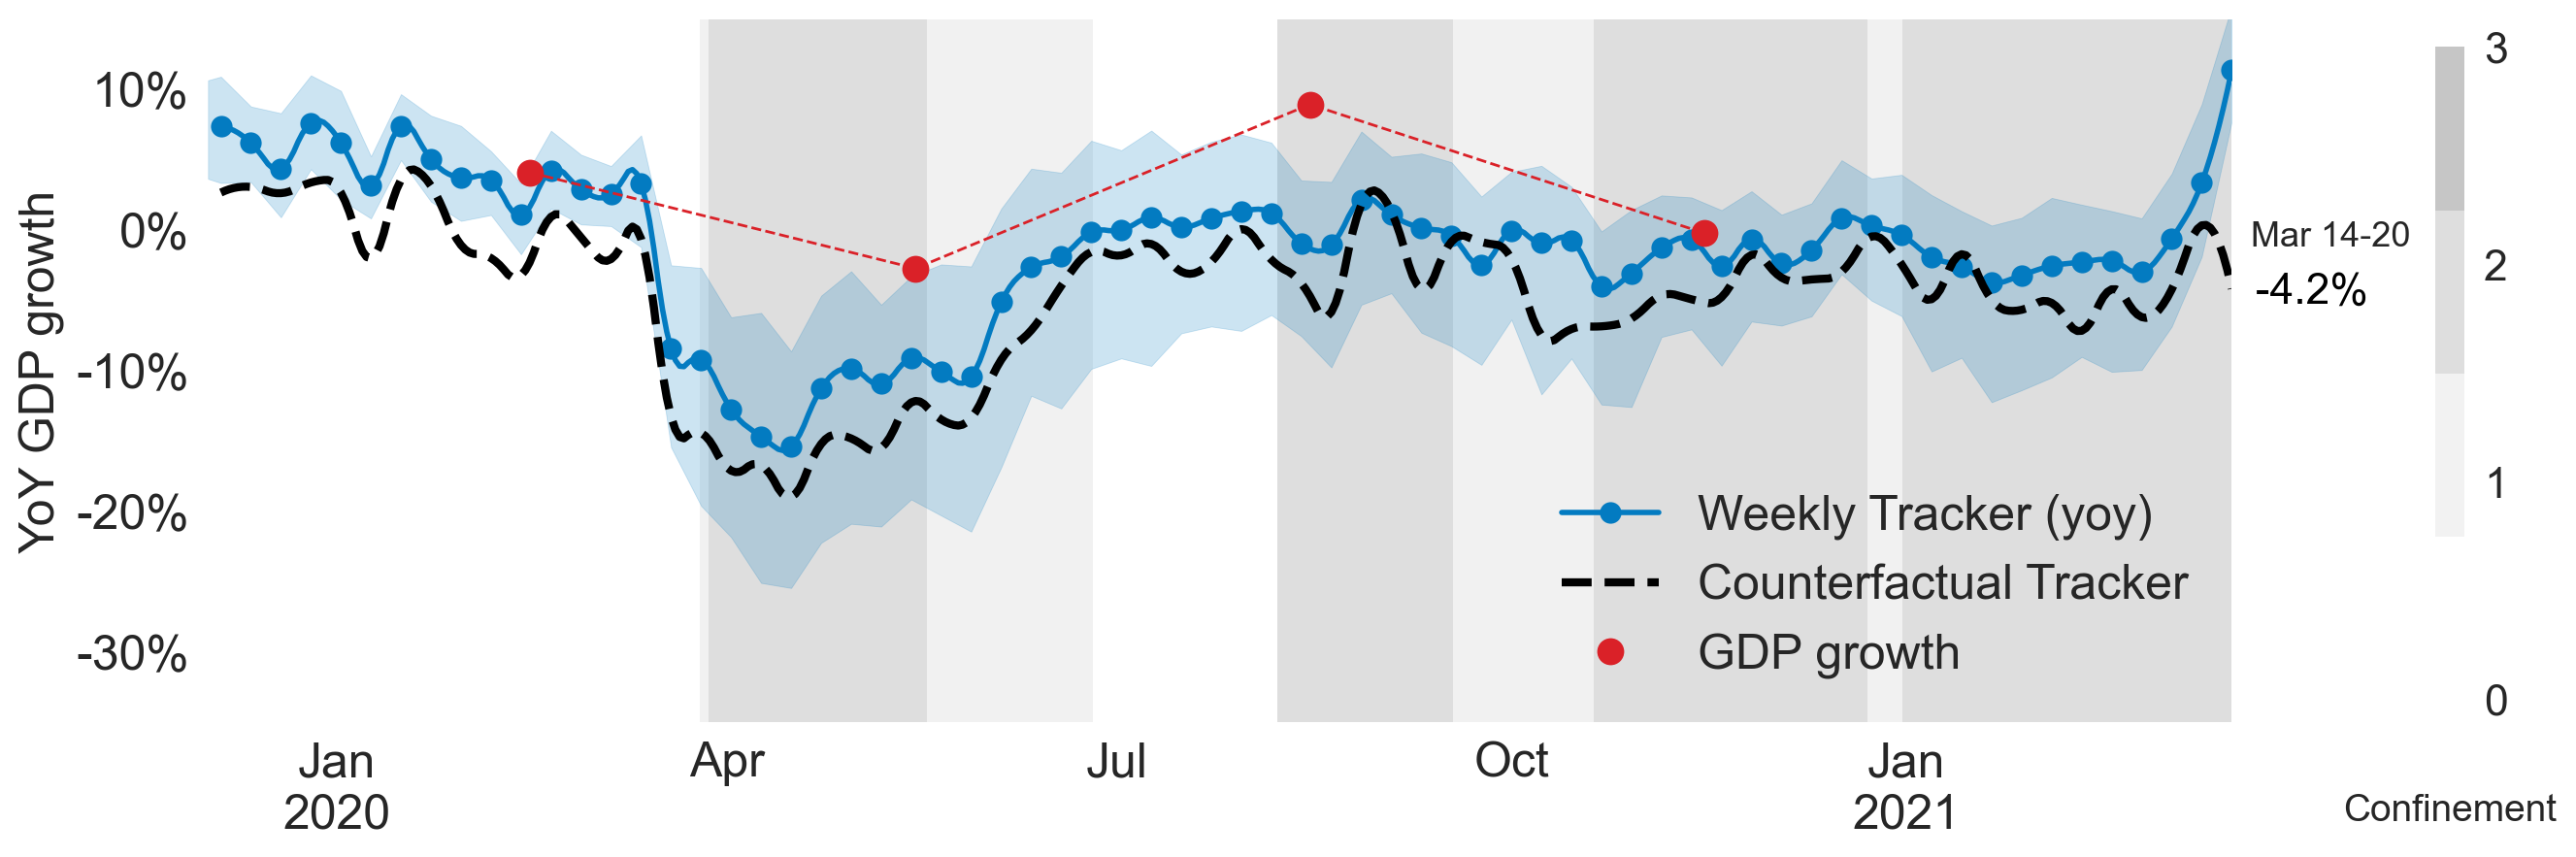 YoY GDP growth
10%
0%
-10%
-20%
-30%
Jan
2020
Apr
Jul
Oct
Jan
2021
Weekly Tracker (yoy)
Counterfactual Tracker
GDP growth
Mar 14-20
-4.2%
3
2
1
0
Confinement